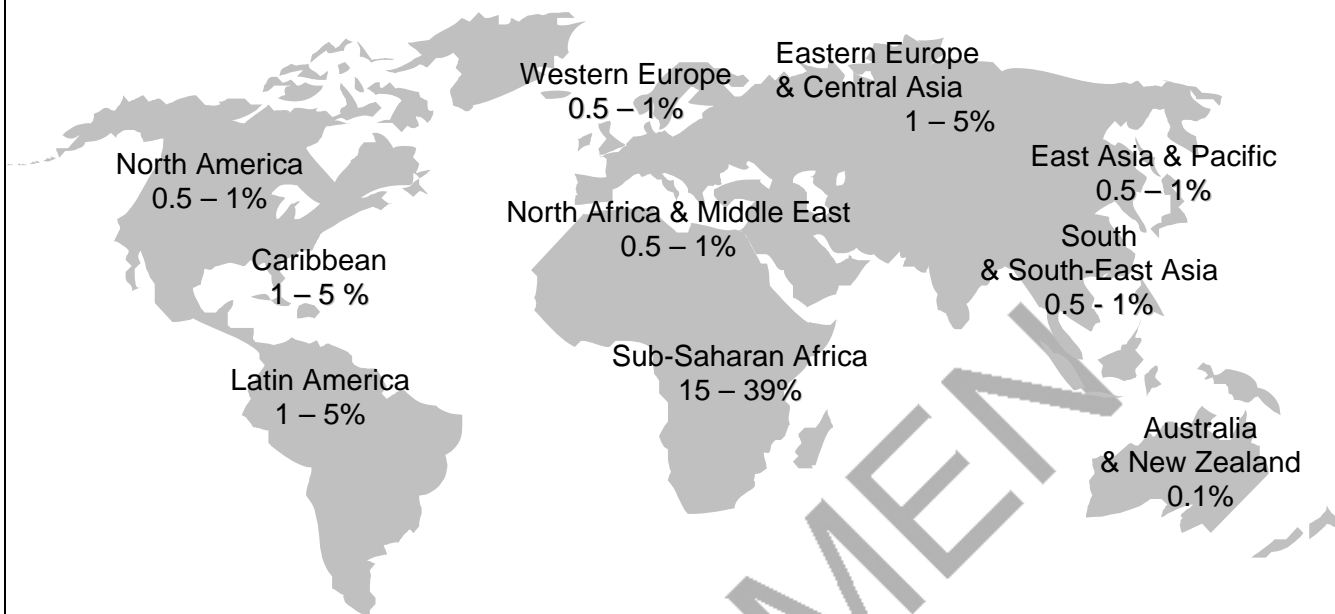 Western Europe
0.5 – 1%
Eastern Europe
& Central Asia
1 – 5%
North America
0.5 – 1%
East Asia & Pacific
0.5 – 1%
North Africa & Middle East
0.5 – 1%
Caribbean
1 – 5 %
South
& South-East Asia
0.5 - 1%
Sub-Saharan Africa
15 – 39%
Latin America
1 – 5%
Australia
& New Zealand
0.1%
MEN